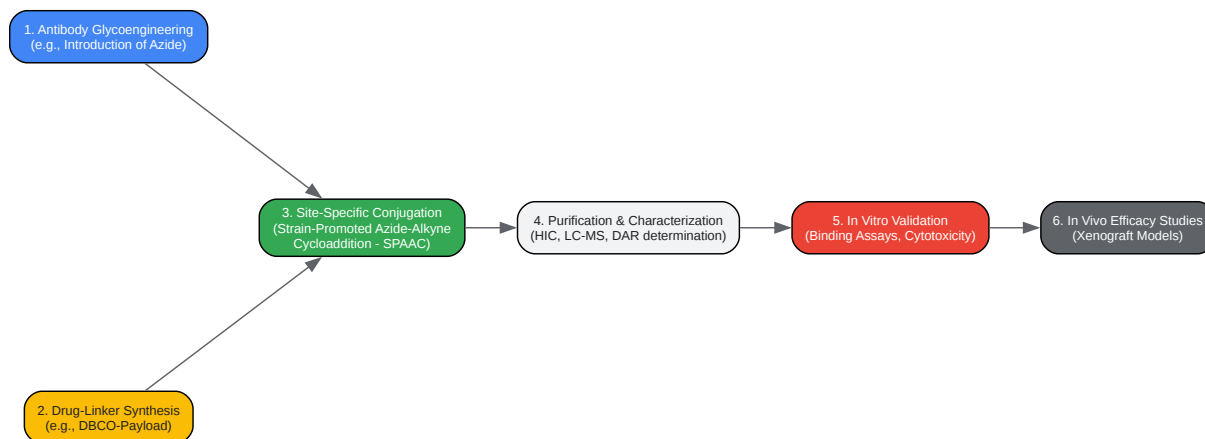 1. Antibody Glycoengineering
(e.g., Introduction of Azide)
2. Drug-Linker Synthesis
(e.g., DBCO-Payload)
3. Site-Specific Conjugation
(Strain-Promoted Azide-Alkyne
Cycloaddition - SPAAC)
4. Purification & Characterization
(HIC, LC-MS, DAR determination)
5. In Vitro Validation
(Binding Assays, Cytotoxicity)
6. In Vivo Efficacy Studies
(Xenograft Models)